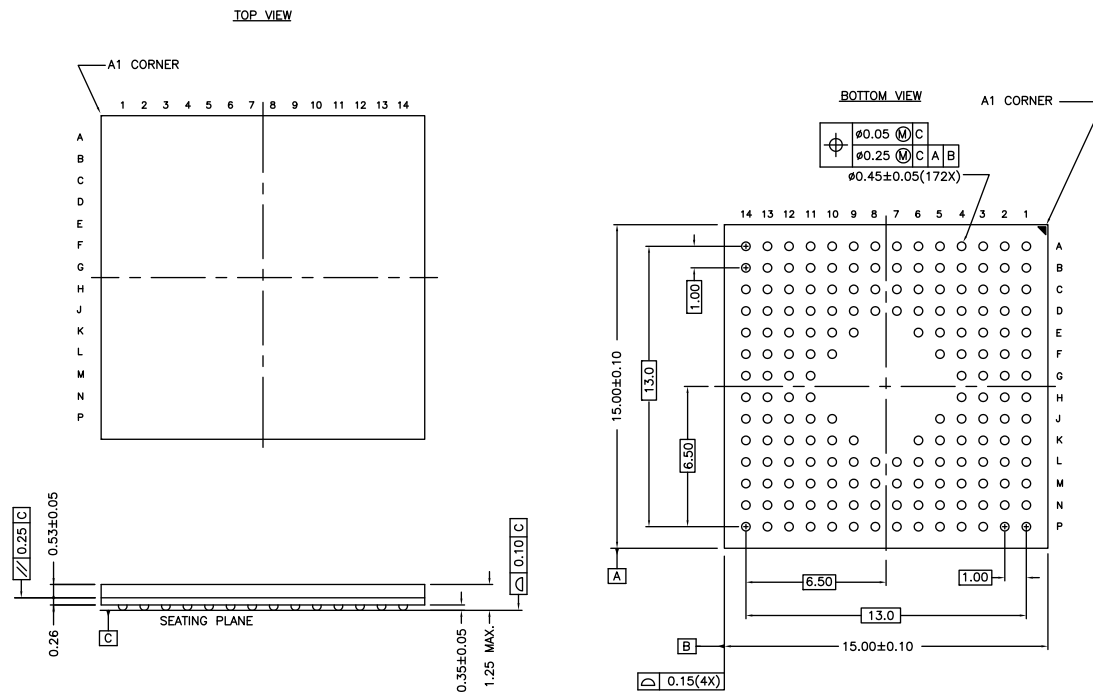 TOP VIEW
A1 CORNER
1 2 3 4 5 6 7 8 9 10 11 12 13 14
A
B
C
D
E
F
G
H
J
K
L
M
N
P
// 0.25 C
0.53±0.05
0.26
C
SEATING PLANE
0.35±0.05
1.25 MAX.
⌓ 0.10 C
BOTTOM VIEW
A1 CORNER
⌖ ø0.05 Ⓜ C
ø0.25 Ⓜ C A B
ø0.45±0.05(172X)
14 13 12 11 10 9 8 7 6 5 4 3 2 1
A
B
C
D
E
F
G
H
J
K
L
M
N
P
1.00
13.0
15.00±0.10
6.50
A
6.50
1.00
13.0
B
15.00±0.10
⌓ 0.15(4X)